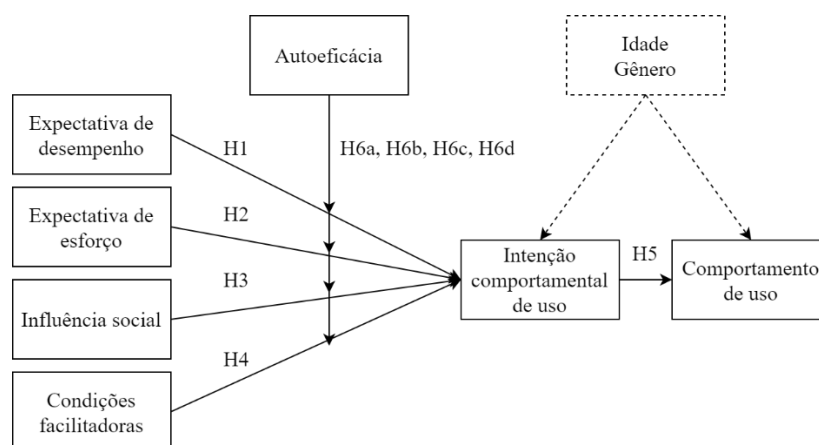 Autoeficácia
Idade
Gênero
Expectativa de
desempenho
H1
H6a, H6b, H6c, H6d
Expectativa de
esforço
H2
Intenção
comportamental
de uso
H5
Comportamento
de uso
H3
Influência social
H4
Condições
facilitadoras